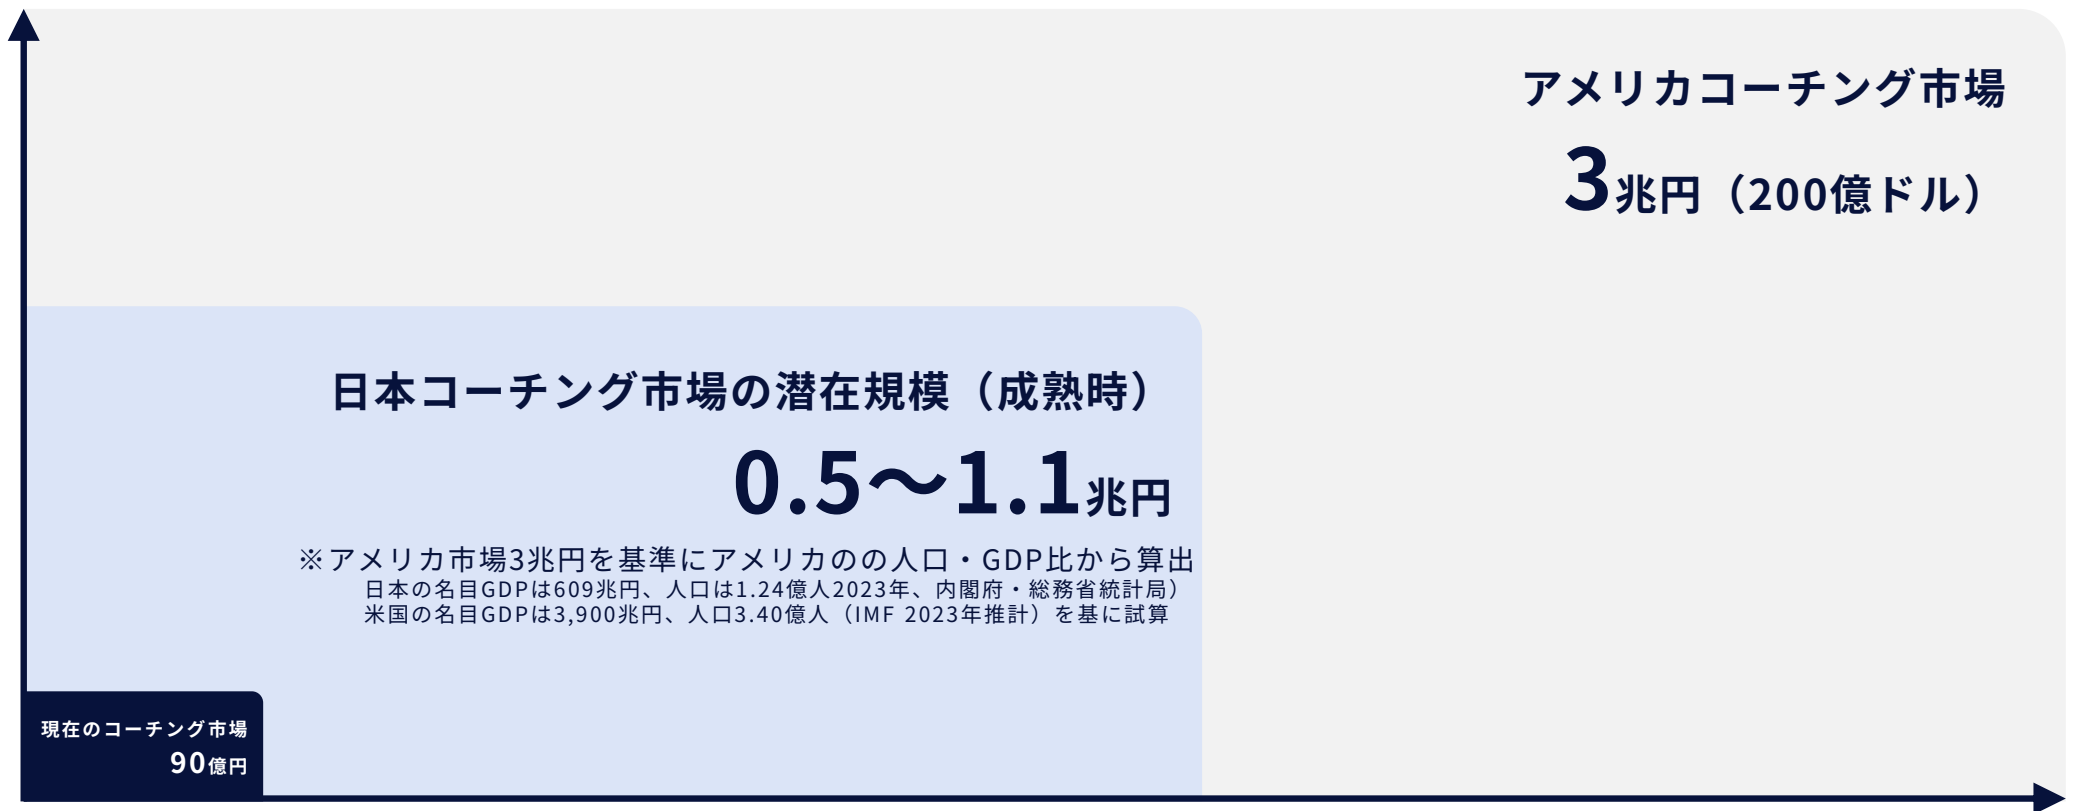 アメリカコーチング市場
3兆円（200億ドル）
日本コーチング市場の潜在規模（成熟時）
0.5〜1.1兆円
※アメリカ市場3兆円を基準にアメリカのの人口・GDP比から算出
日本の名目GDPは609兆円、人口は1.24億人2023年、内閣府・総務省統計局）
米国の名目GDPは3,900兆円、人口3.40億人（IMF 2023年推計）を基に試算
現在のコーチング市場
90億円